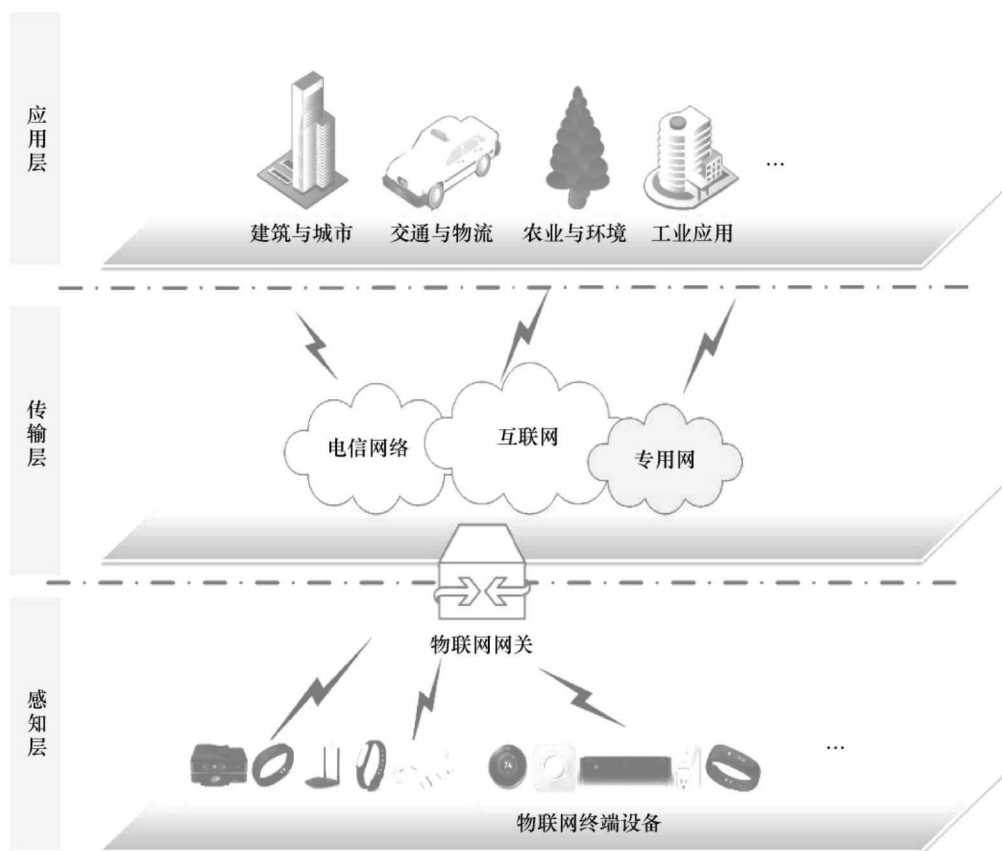 应用层
建筑与城市 交通与物流 农业与环境 工业应用 …
传输层
电信网络 互联网 专用网
物联网网关
感知层
74
…
物联网终端设备